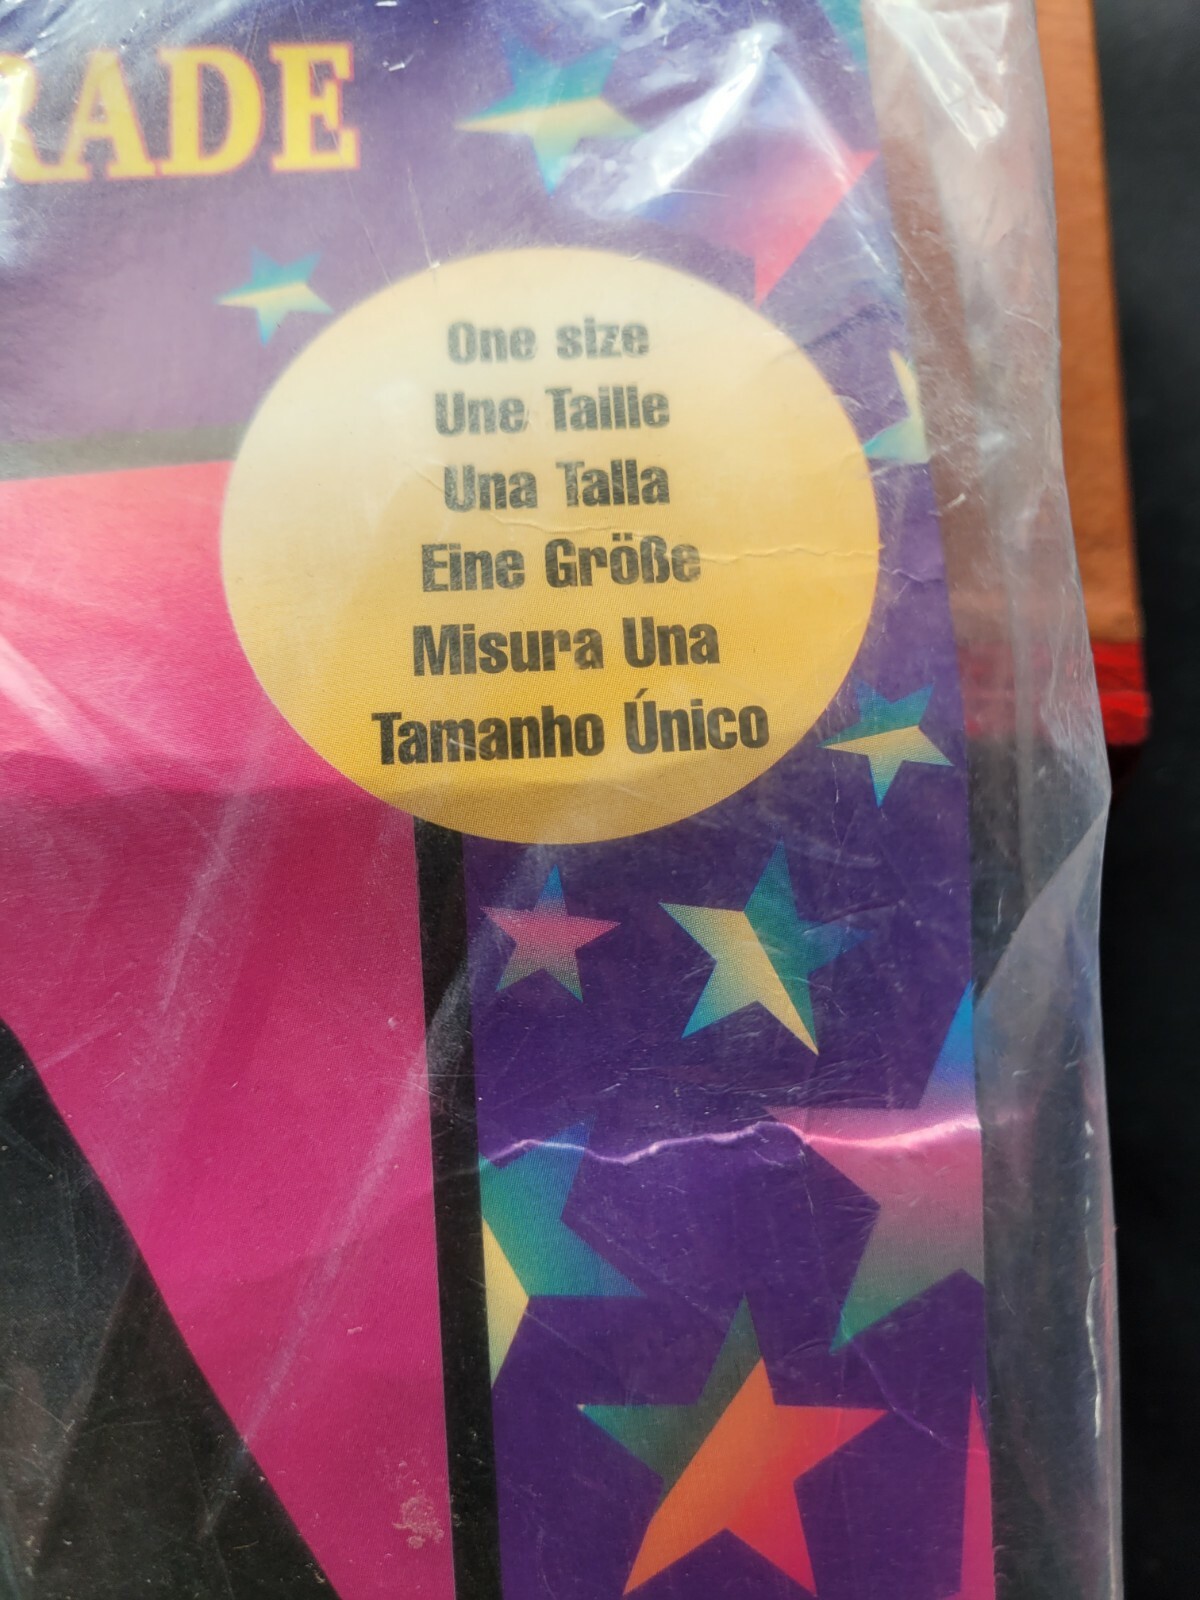 RADE
One size
Une Taille
Una Talla
Eine Größe
Misura Una
Tamanho Único